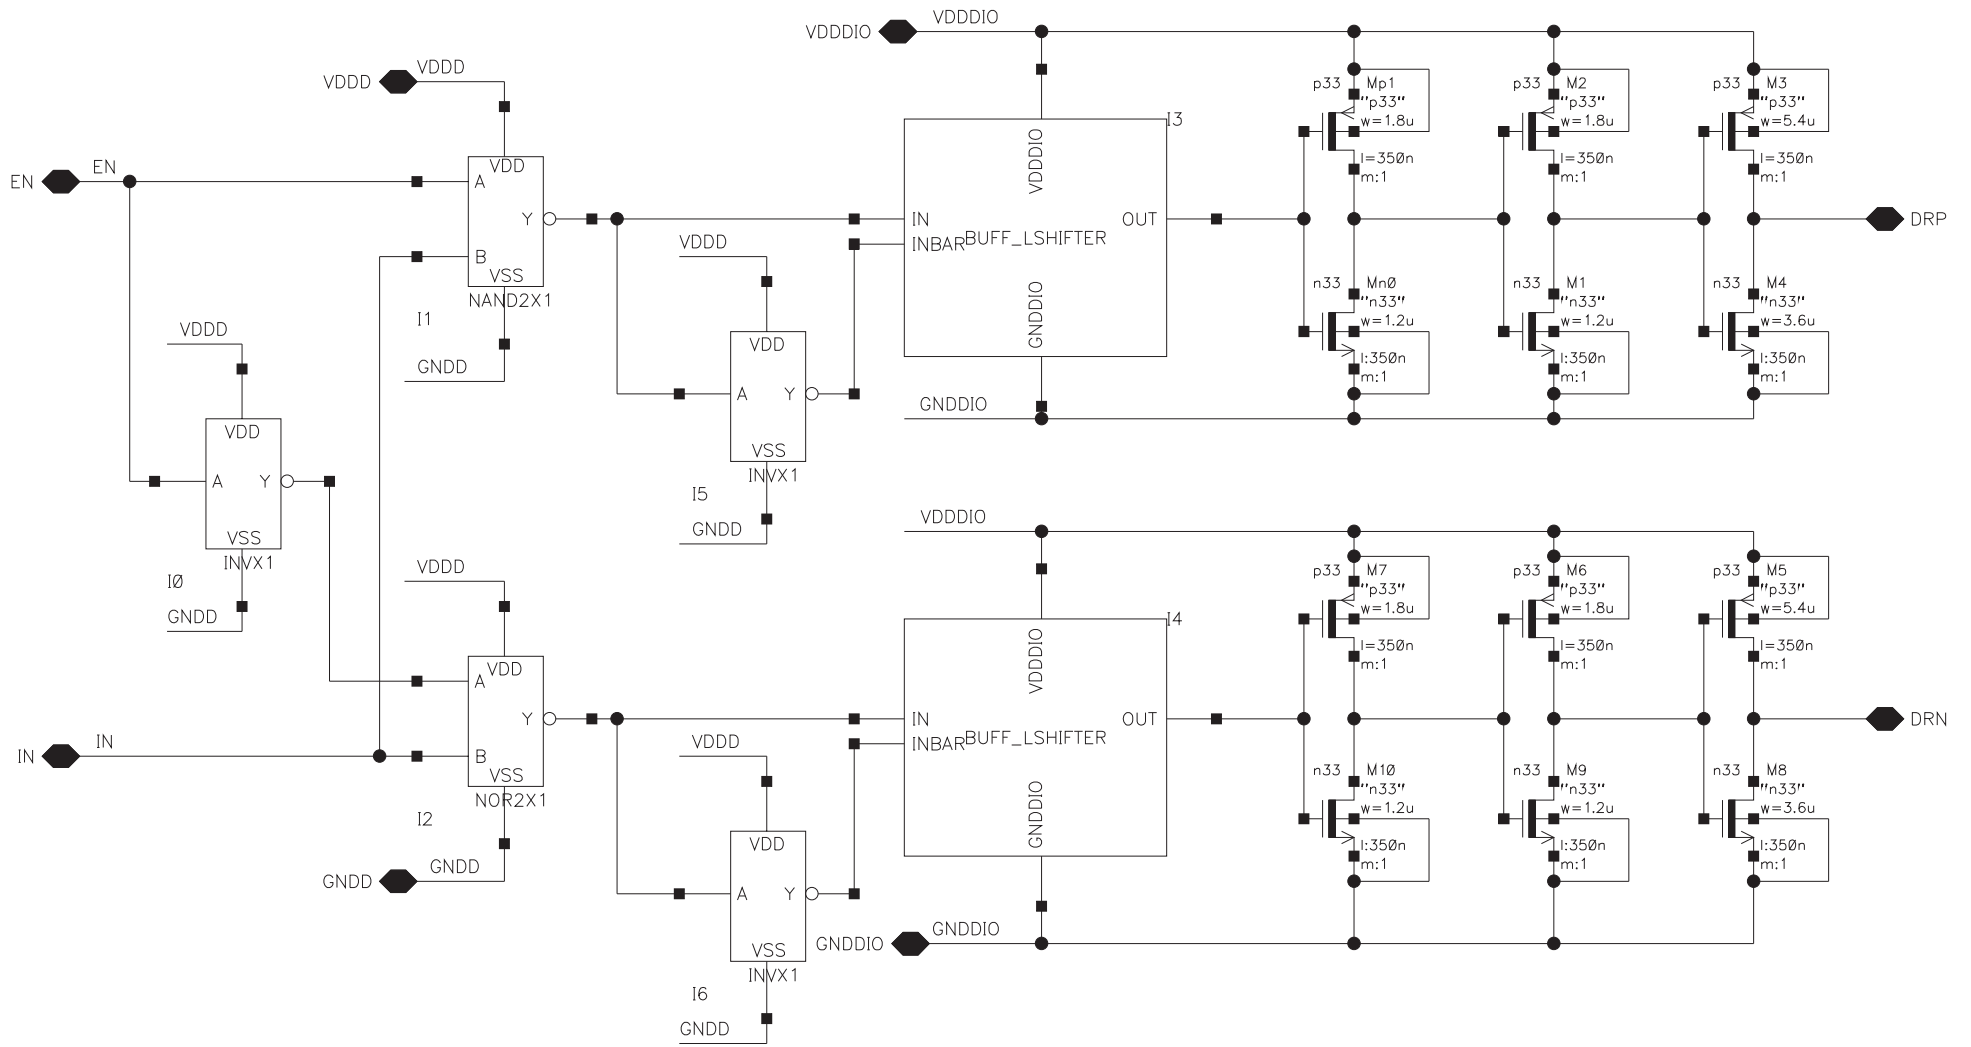 VDDDIO VDDDIO
VDDD VDDD
p33 Mp1
"p33"
w=1.8u
l=350n
m:1
p33 M2
"p33"
w=1.8u
l=350n
m:1
p33 M3
"p33"
w=5.4u
l=350n
m:1
EN EN
VDD
A
Y
B
VSS
NAND2X1
I1
GNDD
I3
VDDDIO
IN
INBAR
BUFF_LSHIFTER
OUT
GNDDIO
DRP
VDDD
VDD
A Y
VSS
INVX1
I5
GNDD
n33 Mn0
"n33"
w=1.2u
l:350n
m:1
n33 M1
"n33"
w=1.2u
l:350n
m:1
n33 M4
"n33"
w=3.6u
l:350n
m:1
GNDDIO
VDDD
VDD
A Y
VSS
INVX1
I0
GNDD
VDDDIO
p33 M7
"p33"
w=1.8u
l=350n
m:1
p33 M6
"p33"
w=1.8u
l=350n
m:1
p33 M5
"p33"
w=5.4u
l=350n
m:1
VDDD
VDD
A
Y
B
VSS
NOR2X1
I2
IN IN
GNDD GNDD
I4
VDDDIO
IN
INBAR
BUFF_LSHIFTER
OUT
GNDDIO
DRN
VDDD
VDD
A Y
VSS
INVX1
I6
GNDD
n33 M10
"n33"
w=1.2u
l:350n
m:1
n33 M9
"n33"
w=1.2u
l:350n
m:1
n33 M8
"n33"
w=3.6u
l:350n
m:1
GNDDIO GNDDIO